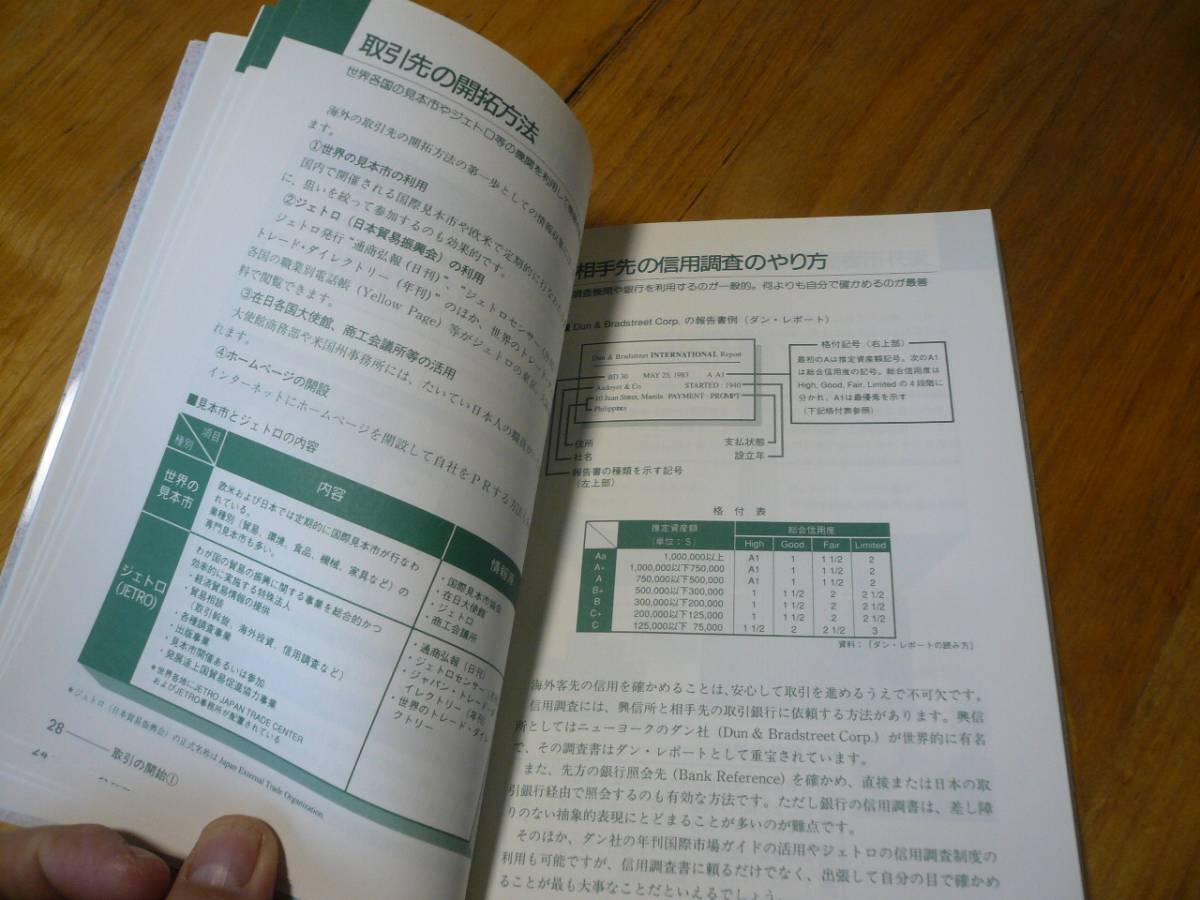 取引先の開拓方法
世界各国の見本市やジェトロ等の機関を利用して
海外の取引先の開拓方法の第一歩としての情報収集
ます。
①世界の見本市の利用
国内で開催される国際見本市や欧米で定期的に行なわれ
に、狙いを絞って参加するのも効果的です。
②ジェトロ（日本貿易振興会）の利用
ジェトロ発行“通商弘報（日刊）”、“ジェトロセンサー（月刊）
トレード・ダイレクトリー（年刊）”のほか、世界のトレード
各国の職業別電話帳（Yellow Page）等がジェトロの東京、大阪
料で閲覧できます。
③在日各国大使館、商工会議所等の活用
大使館商務部や米国州事務所には、たいてい日本人の職員が
れます。
④ホームページの開設
インターネットにホームページを開設して自社をＰＲする方法
■見本市とジェトロの内容
種別 項目
内容
情報源
世界の
見本市
欧米および日本では定期的に国際見本市が行なわ
れている。
業種別（貿易、環境、食品、機械、家具など）の
専門見本市も多い。
・国際見本市協会
・在日大使館
・ジェトロ
・商工会議所
ジェトロ
(JETRO)
わが国の貿易の振興に関する事業を総合的かつ
効率的に実施する特殊法人
・経済貿易情報の提供
・貿易相談
（取引斡旋、海外投資、信用調査など）
・各種調査事業
・出版事業
・見本市開催あるいは参加
・発展途上国貿易促進協力事業
＊世界各地にJETRO JAPAN TRADE CENTER
およびJETRO事務所が配置されている
・通商弘報（日刊）
・ジェトロセンサー
・ジャパン・トレード・
イレクトリー（年刊）
・世界のトレード・ダイレ
クトリー
＊ジェトロ（日本貿易振興会）の正式名称は Japan External Trade Organization.
28 取引の開始①
相手先の信用調査のやり方
調査機関や銀行を利用するのが一般的。何よりも自分で確かめるのが最善
Dun & Bradstreet Corp. の報告書例（ダン・レポート）
Dun & Bradstreet INTERNATIONAL Report
BD 30 MAY 25, 1983 A A1
Andoyer & Co STARTED : 1940
10 Juan Street, Manila PAYMENT : PROMPT
Philippines
住所
社名
報告書の種類を示す記号
（左上部）
支払状態
設立年
格付記号（右上部）
最初のAは推定資産額記号。次のA1
は総合信用度の記号。総合信用度は
High, Good, Fair, Limited の４段階に
分かれ、A1は最優秀を示す
（下記格付表参照）
格付表
推定資産額
（単位：$） 総合信用度
High Good Fair Limited
Aa 1,000,000以上 A1 1 1 1/2 2
A+ 1,000,000以下750,000 A1 1 1 1/2 2
A 750,000以下500,000 A1 1 1 1/2 2
B+ 500,000以下300,000 1 1 1/2 2 2 1/2
B 300,000以下200,000 1 1 1/2 2 2 1/2
C+ 200,000以下125,000 1 1 1/2 2 2 1/2
C 125,000以下 75,000 1 1/2 2 2 1/2 3
資料：「ダン・レポートの読み方」
海外客先の信用を確かめることは、安心して取引を進めるうえで不可欠です。
信用調査には、興信所と相手先の取引銀行に依頼する方法があります。興信
所としてはニューヨークのダン社（Dun & Bradstreet Corp.）が世界的に有名
で、その調査書はダン・レポートとして重宝されています。
また、先方の銀行照会先（Bank Reference）を確かめ、直接または日本の取
引銀行経由で照会するのも有効な方法です。ただし銀行の信用調書は、差し障
りのない抽象的表現にとどまることが多いのが難点です。
そのほか、ダン社の年刊国際市場ガイドの活用やジェトロの信用調査制度の
利用も可能ですが、信用調査書に頼るだけでなく、出張して自分の目で確かめ
ることが最も大事なことだといえるでしょう。